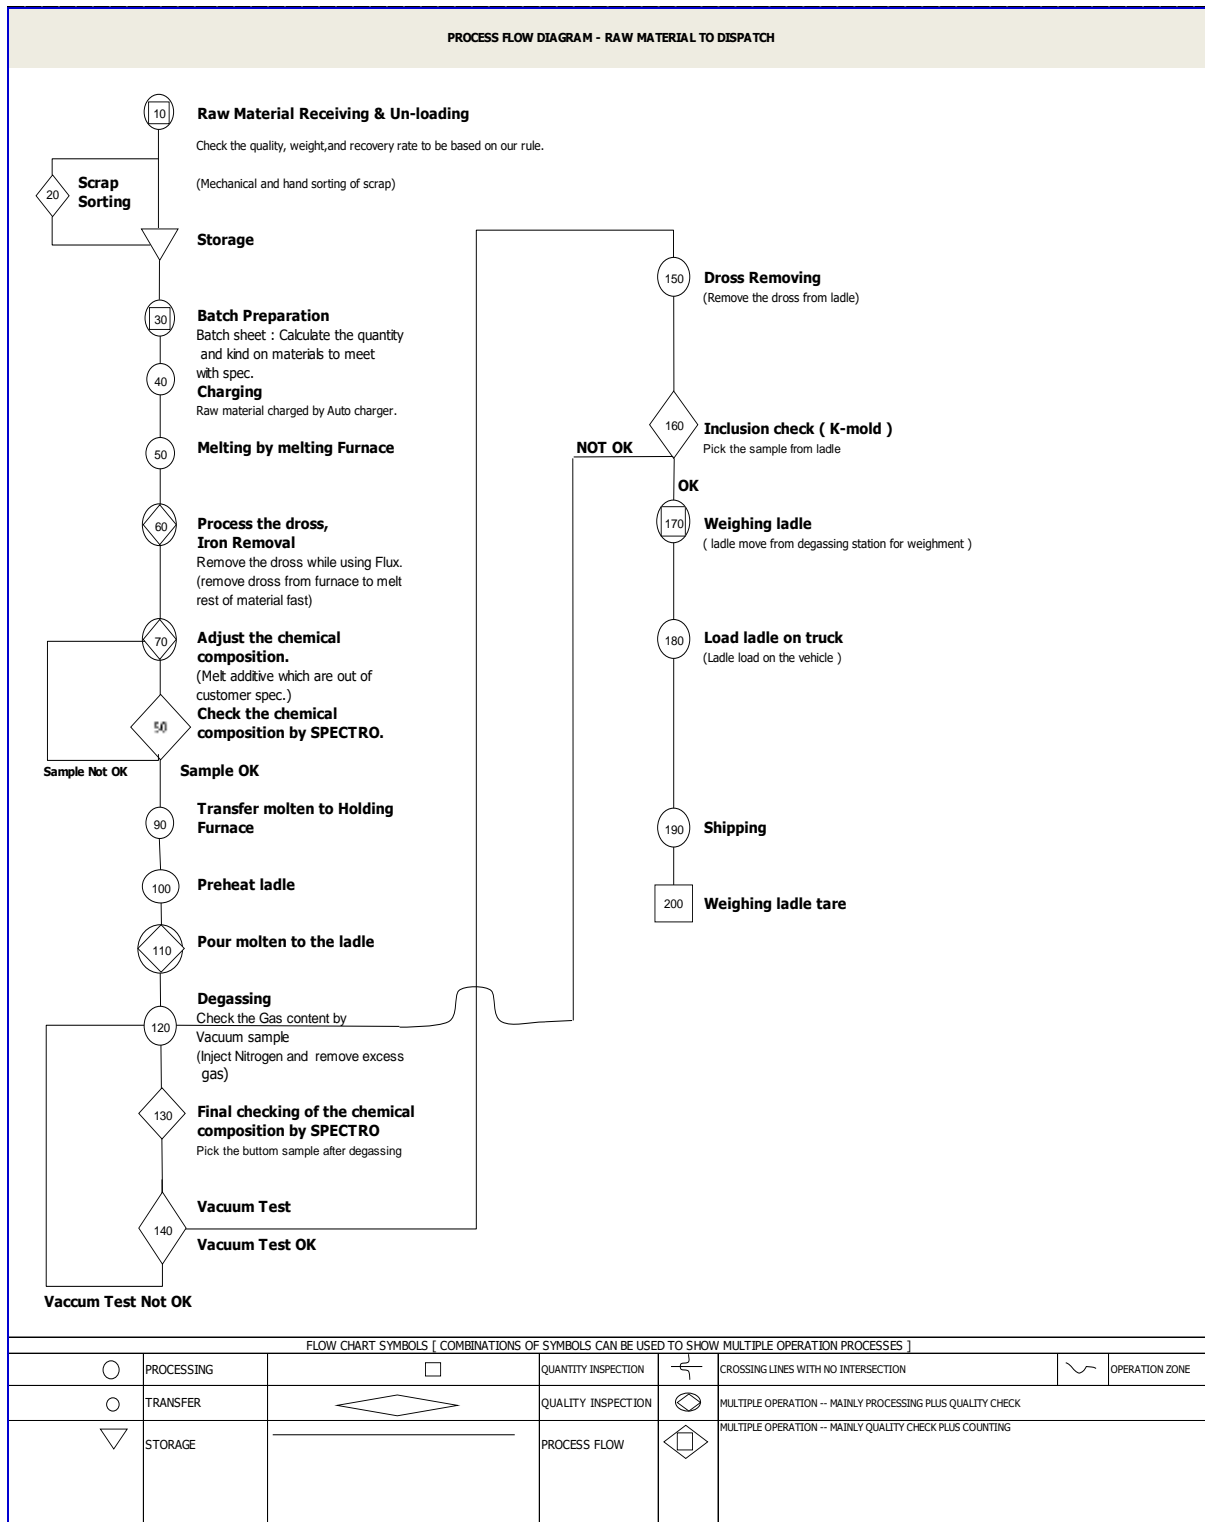 PROCESS FLOW DIAGRAM - RAW MATERIAL TO DISPATCH
10
Raw Material Receiving & Un-loading
Check the quality, weight,and recovery rate to be based on our rule.
(Mechanical and hand sorting of scrap)
20
Scrap
Sorting
Storage
30
Batch Preparation
Batch sheet : Calculate the quantity
and kind on materials to meet
with spec.
40
Charging
Raw material charged by Auto charger.
50
Melting by melting Furnace
60
Process the dross,
Iron Removal
Remove the dross while using Flux.
(remove dross from furnace to melt
rest of material fast)
70
Adjust the chemical
composition.
(Melt additive which are out of
customer spec.)
50
Check the chemical
composition by SPECTRO.
Sample Not OK
Sample OK
90
Transfer molten to Holding
Furnace
100
Preheat ladle
110
Pour molten to the ladle
120
Degassing
Check the Gas content by
Vacuum sample
(Inject Nitrogen and remove excess
gas)
130
Final checking of the chemical
composition by SPECTRO
Pick the buttom sample after degassing
140
Vacuum Test
Vacuum Test OK
Vaccum Test Not OK
150
Dross Removing
(Remove the dross from ladle)
160
Inclusion check ( K-mold )
Pick the sample from ladle
NOT OK
OK
170
Weighing ladle
( ladle move from degassing station for weighment )
180
Load ladle on truck
(Ladle load on the vehicle )
190
Shipping
200
Weighing ladle tare
FLOW CHART SYMBOLS [ COMBINATIONS OF SYMBOLS CAN BE USED TO SHOW MULTIPLE OPERATION PROCESSES ]
PROCESSING
QUANTITY INSPECTION
CROSSING LINES WITH NO INTERSECTION
OPERATION ZONE
TRANSFER
QUALITY INSPECTION
MULTIPLE OPERATION -- MAINLY PROCESSING PLUS QUALITY CHECK
STORAGE
PROCESS FLOW
MULTIPLE OPERATION -- MAINLY QUALITY CHECK PLUS COUNTING